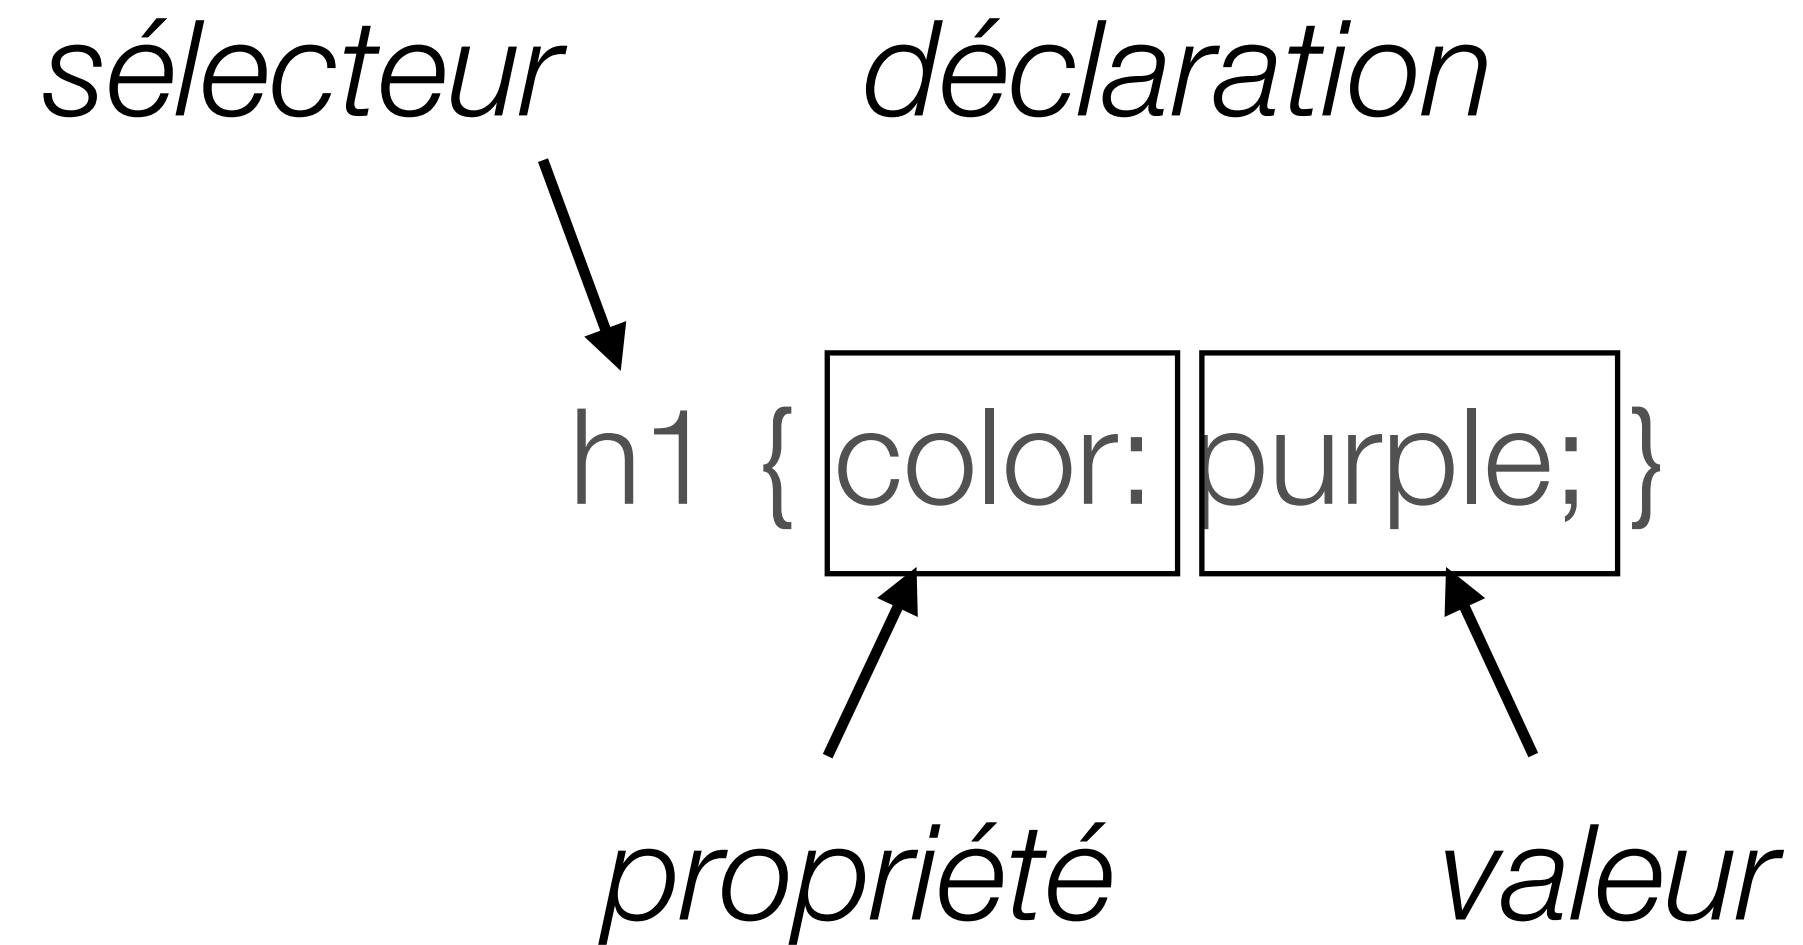 sélecteur déclaration
h1 { color: purple; }
propriété valeur